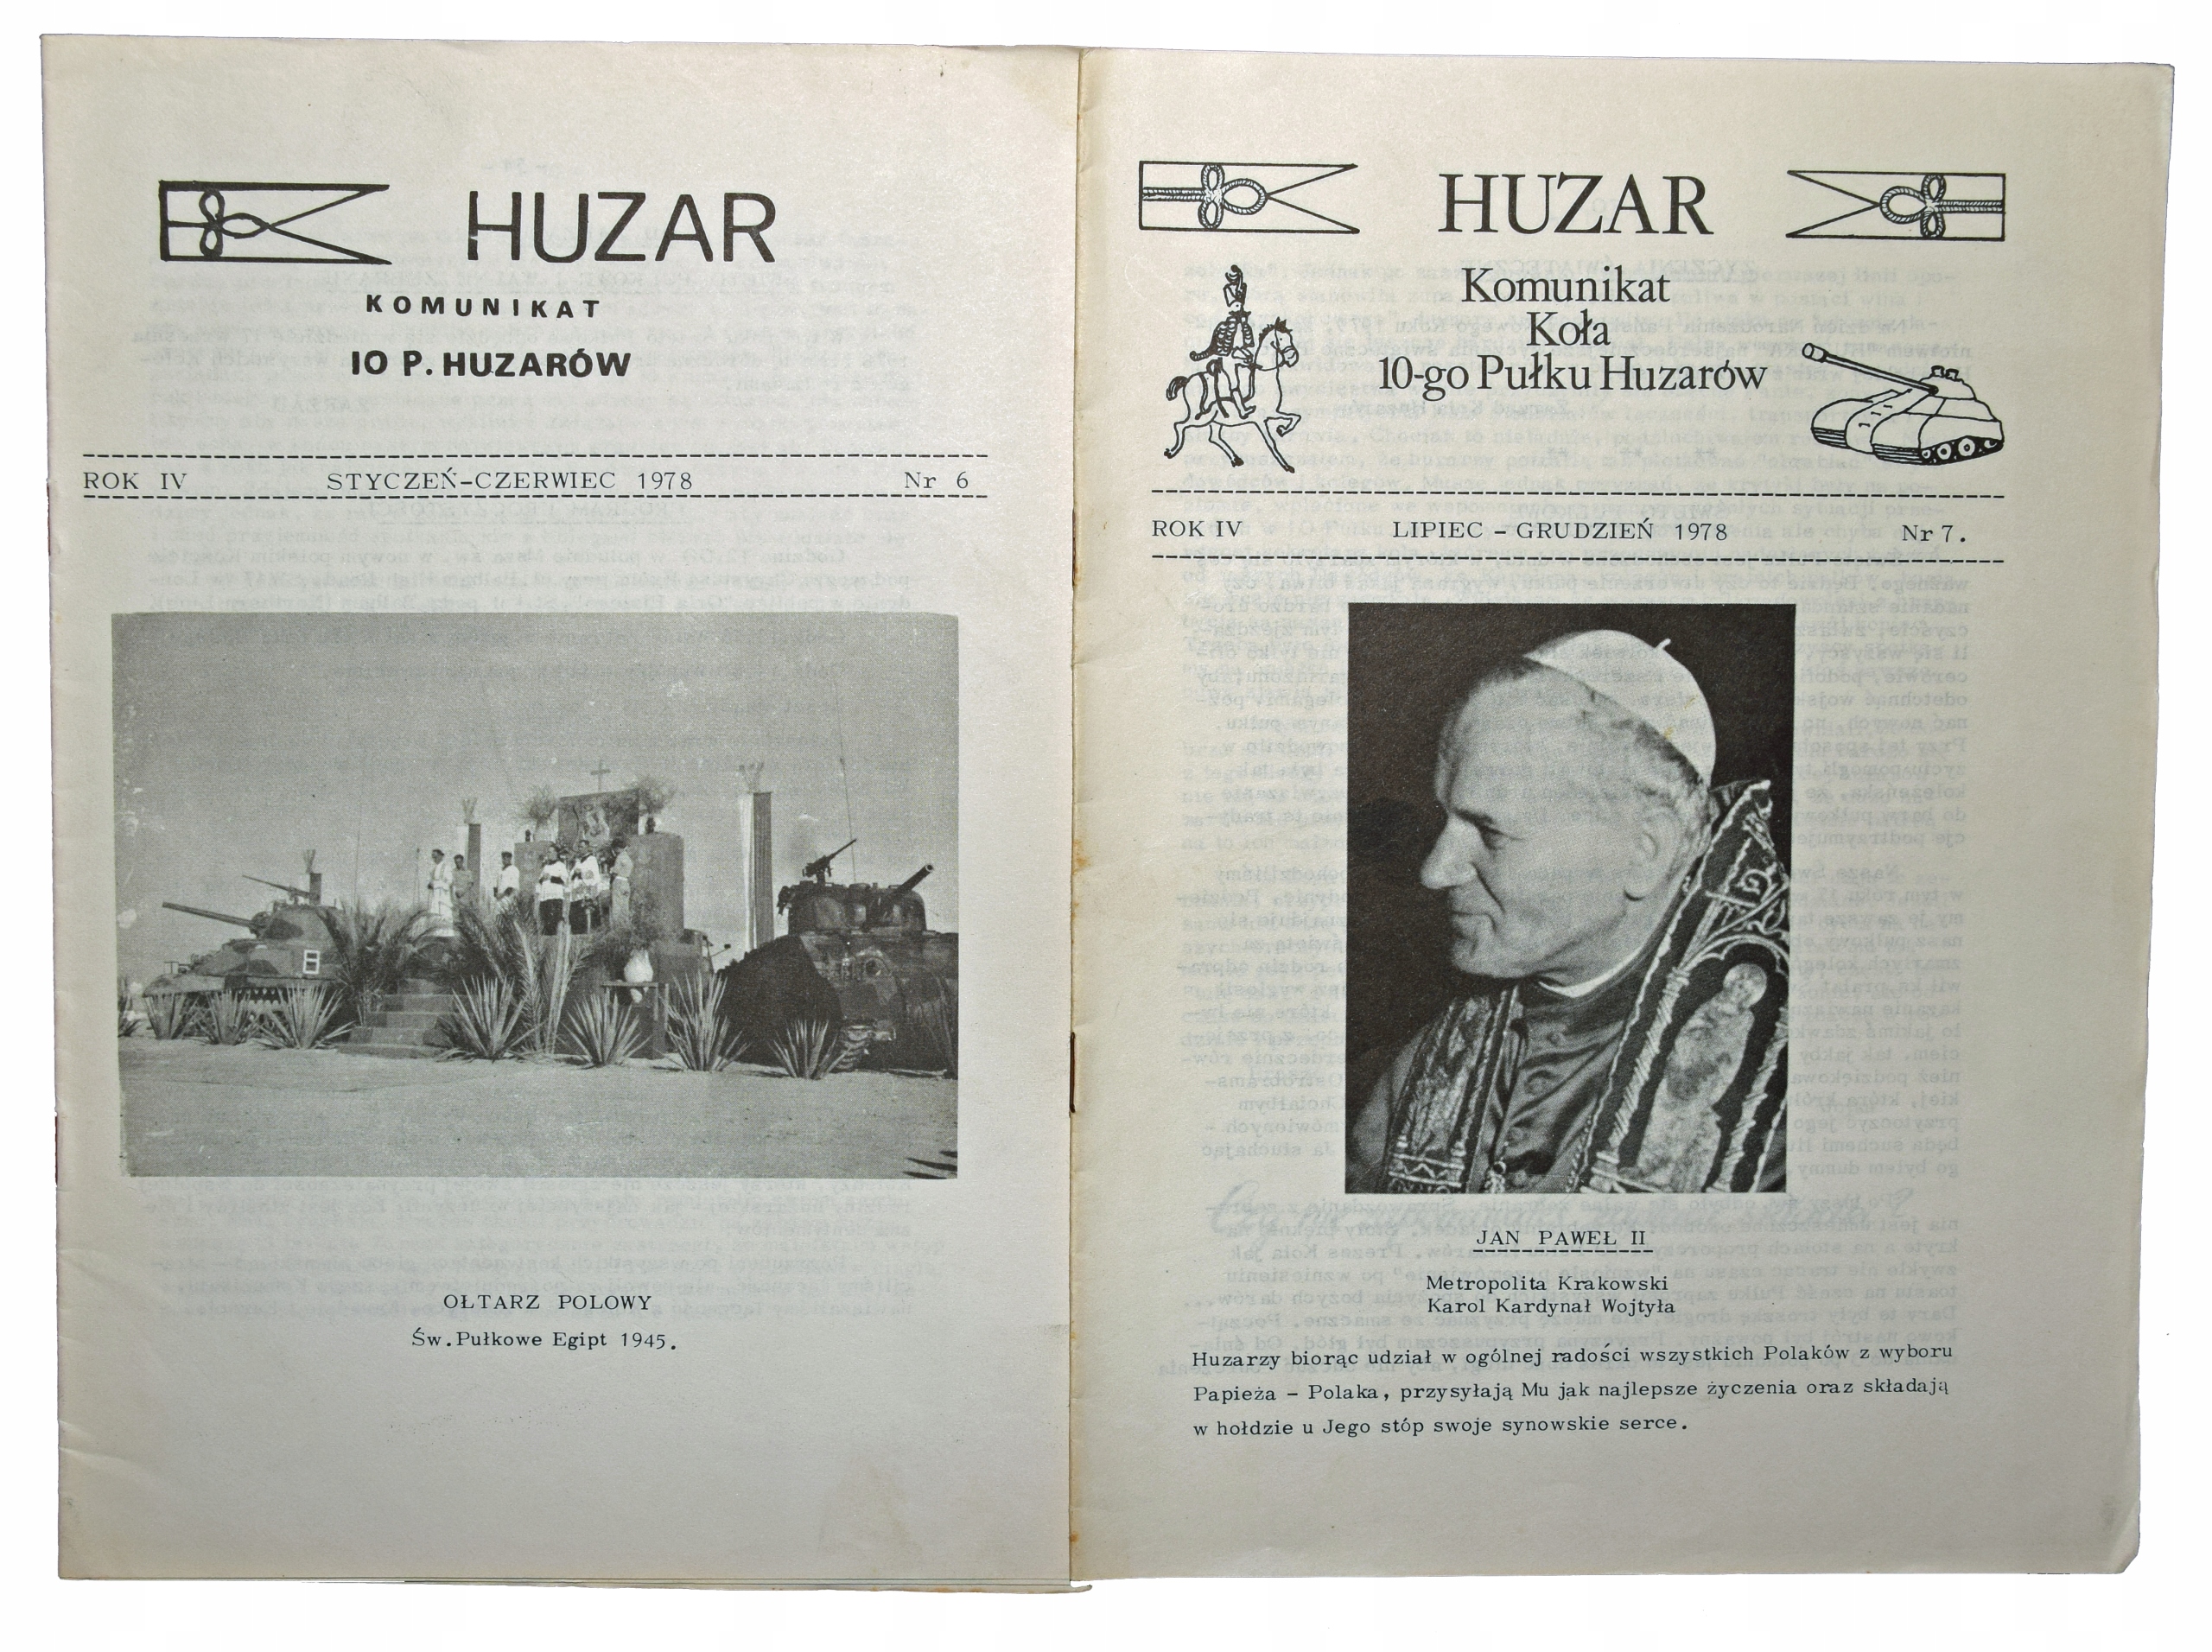 HUZAR
KOMUNIKAT
10 P. HUZARÓW
ROK IV STYCZEŃ-CZERWIEC 1978 Nr 6
OŁTARZ POLOWY
Św. Pułkowe Egipt 1945.
HUZAR
Komunikat
Koła
10-go Pułku Huzarów
ROK IV LIPIEC - GRUDZIEŃ 1978 Nr 7.
JAN PAWEŁ II
Metropolita Krakowski
Karol Kardynał Wojtyła
Huzarzy biorąc udział w ogólnej radości wszystkich Polaków z wyboru
Papieża - Polaka, przysyłają Mu jak najlepsze życzenia oraz składają
w hołdzie u Jego stóp swoje synowskie serce.